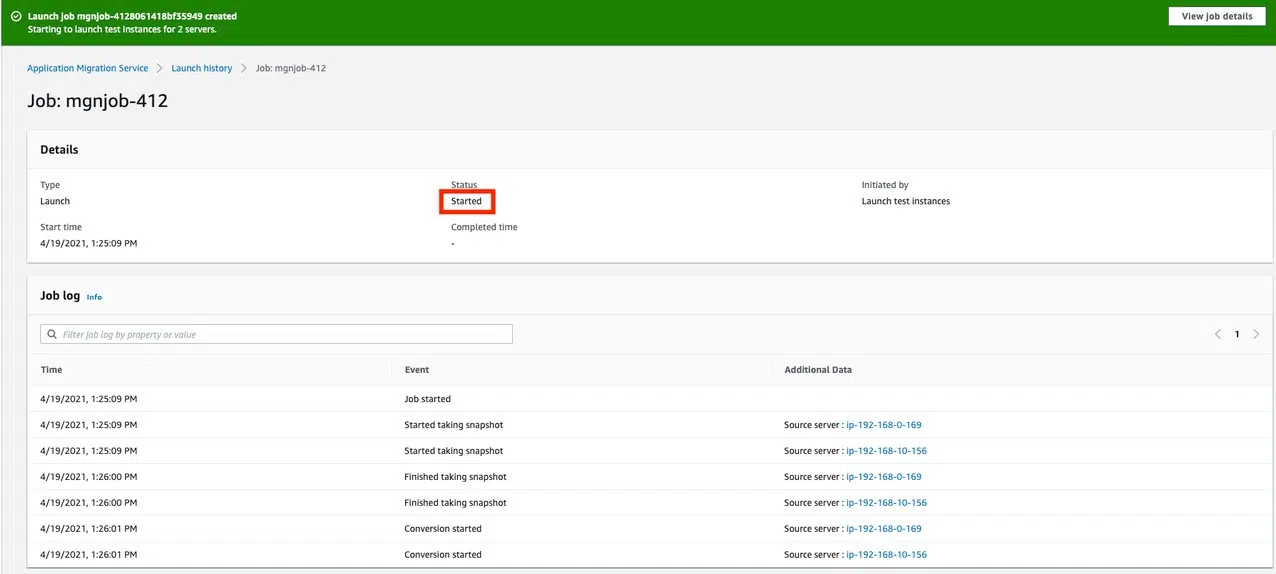 Launch job mgnjob-4128061418bf35949 created
Starting to launch test instances for 2 servers.
View job details
Application Migration Service > Launch history > Job: mgnjob-412
Job: mgnjob-412
Details
Type Status Initiated by
Launch Started Launch test instances
Start time Completed time
4/19/2021, 1:25:09 PM -
Job log Info
Filter job log by property or value
< 1 >
Time Event Additional Data
4/19/2021, 1:25:09 PM Job started
4/19/2021, 1:25:09 PM Started taking snapshot Source server : ip-192-168-0-169
4/19/2021, 1:25:09 PM Started taking snapshot Source server : ip-192-168-10-156
4/19/2021, 1:26:00 PM Finished taking snapshot Source server : ip-192-168-0-169
4/19/2021, 1:26:00 PM Finished taking snapshot Source server : ip-192-168-10-156
4/19/2021, 1:26:01 PM Conversion started Source server : ip-192-168-0-169
4/19/2021, 1:26:01 PM Conversion started Source server : ip-192-168-10-156